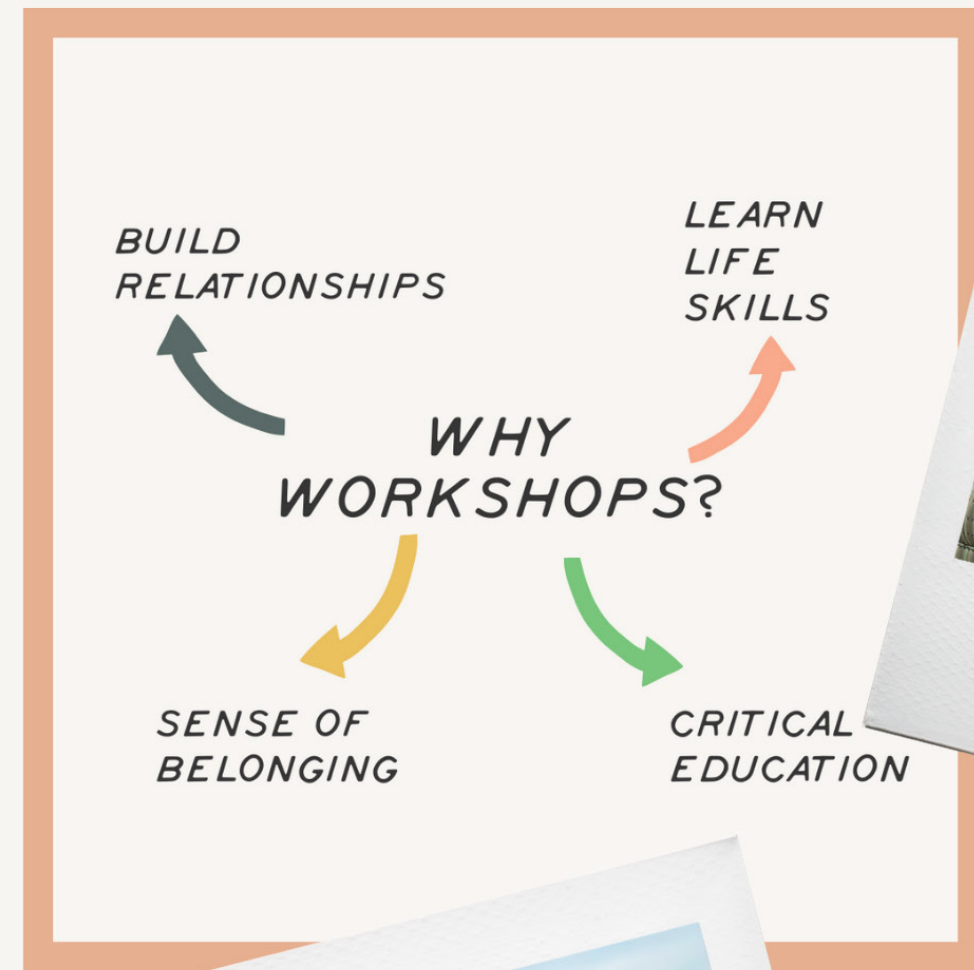 BUILD
RELATIONSHIPS
LEARN
LIFE
SKILLS
WHY
WORKSHOPS?
SENSE OF
BELONGING
CRITICAL
EDUCATION